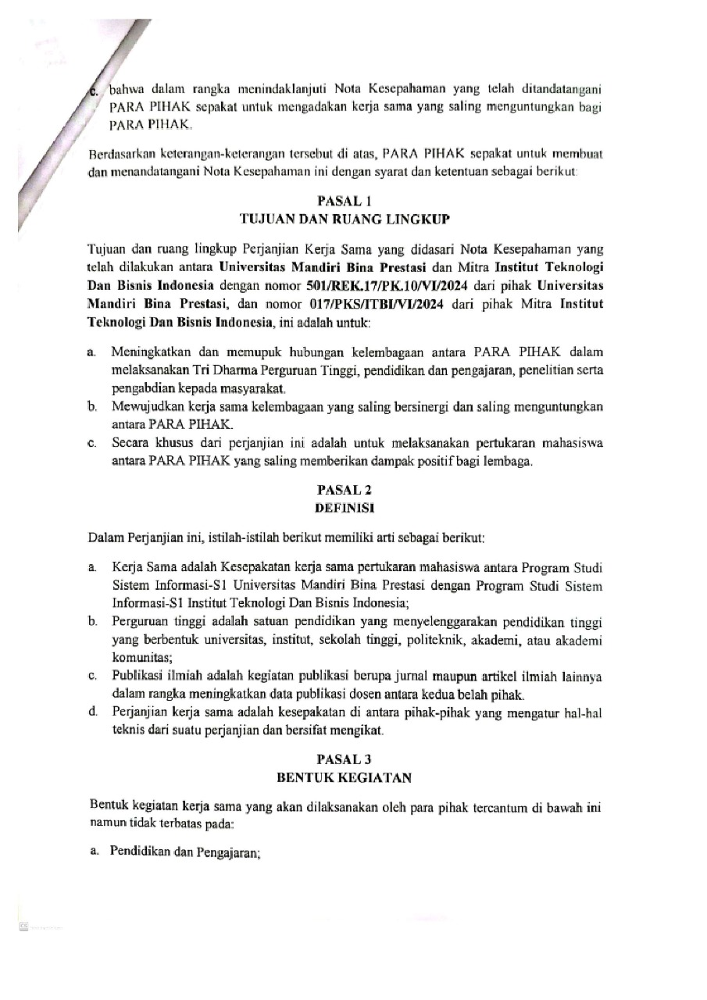 c. bahwa dalam rangka menindaklanjuti Nota Kesepahaman yang telah ditandatangani
PARA PIHAK sepakat untuk mengadakan kerja sama yang saling menguntungkan bagi
PARA PIHAK.
Berdasarkan keterangan-keterangan tersebut di atas, PARA PIHAK sepakat untuk membuat
dan menandatangani Nota Kesepahaman ini dengan syarat dan ketentuan sebagai berikut:
PASAL 1
TUJUAN DAN RUANG LINGKUP
Tujuan dan ruang lingkup Perjanjian Kerja Sama yang didasari Nota Kesepahaman yang
telah dilakukan antara Universitas Mandiri Bina Prestasi dan Mitra Institut Teknologi
Dan Bisnis Indonesia dengan nomor 501/REK.17/PK.10/VI/2024 dari pihak Universitas
Mandiri Bina Prestasi, dan nomor 017/PKS/ITBI/VI/2024 dari pihak Mitra Institut
Teknologi Dan Bisnis Indonesia, ini adalah untuk:
a. Meningkatkan dan memupuk hubungan kelembagaan antara PARA PIHAK dalam
melaksanakan Tri Dharma Perguruan Tinggi, pendidikan dan pengajaran, penelitian serta
pengabdian kepada masyarakat.
b. Mewujudkan kerja sama kelembagaan yang saling bersinergi dan saling menguntungkan
antara PARA PIHAK.
c. Secara khusus dari perjanjian ini adalah untuk melaksanakan pertukaran mahasiswa
antara PARA PIHAK yang saling memberikan dampak positif bagi lembaga.
PASAL 2
DEFINISI
Dalam Perjanjian ini, istilah-istilah berikut memiliki arti sebagai berikut:
a. Kerja Sama adalah Kesepakatan kerja sama pertukaran mahasiswa antara Program Studi
Sistem Informasi-S1 Universitas Mandiri Bina Prestasi dengan Program Studi Sistem
Informasi-S1 Institut Teknologi Dan Bisnis Indonesia;
b. Perguruan tinggi adalah satuan pendidikan yang menyelenggarakan pendidikan tinggi
yang berbentuk universitas, institut, sekolah tinggi, politeknik, akademi, atau akademi
komunitas;
c. Publikasi ilmiah adalah kegiatan publikasi berupa jurnal maupun artikel ilmiah lainnya
dalam rangka meningkatkan data publikasi dosen antara kedua belah pihak.
d. Perjanjian kerja sama adalah kesepakatan di antara pihak-pihak yang mengatur hal-hal
teknis dari suatu perjanjian dan bersifat mengikat.
PASAL 3
BENTUK KEGIATAN
Bentuk kegiatan kerja sama yang akan dilaksanakan oleh para pihak tercantum di bawah ini
namun tidak terbatas pada:
a. Pendidikan dan Pengajaran;
CS